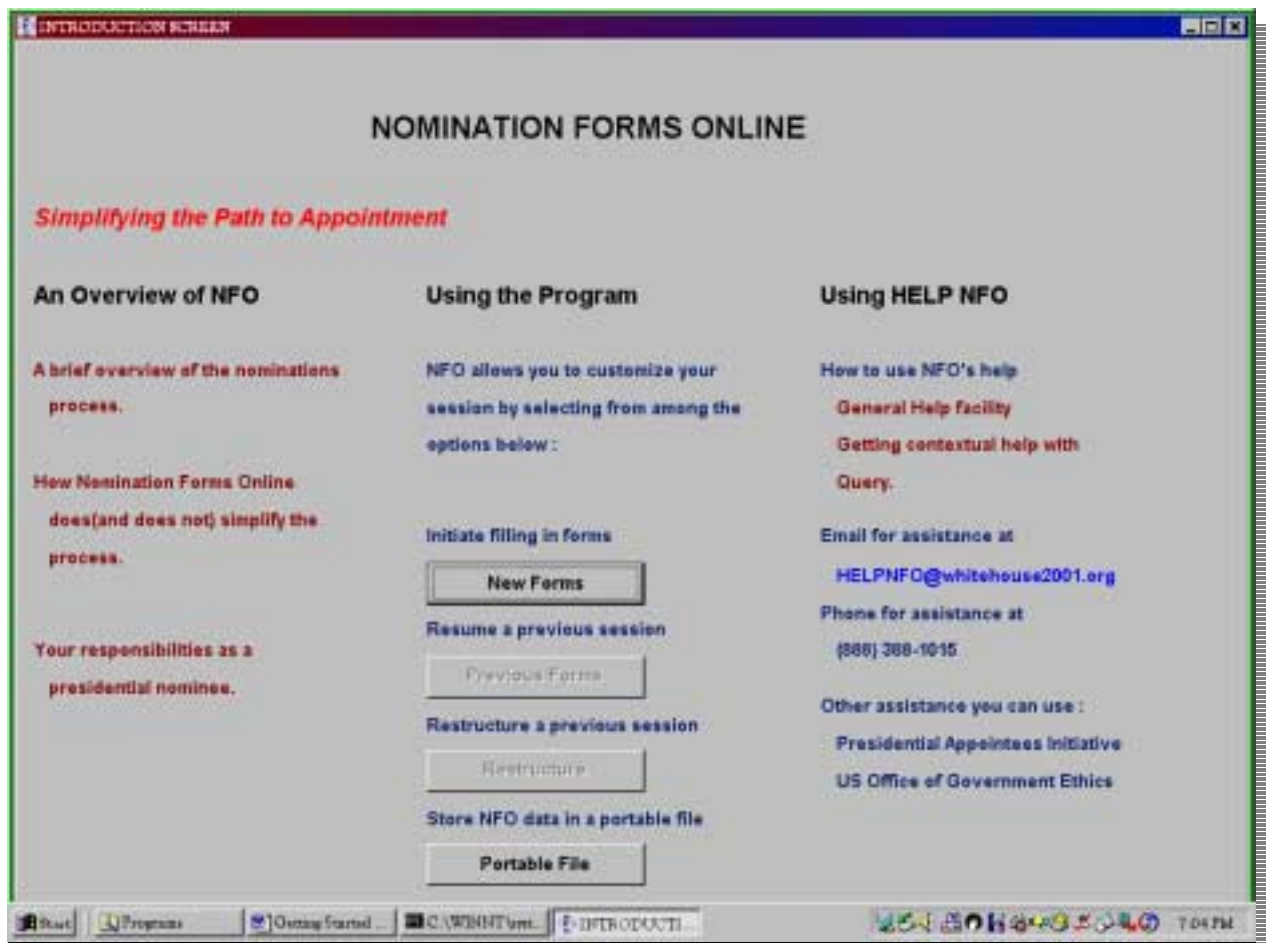 INTRODUCTION SCREEN
NOMINATION FORMS ONLINE
Simplifying the Path to Appointment
An Overview of NFO
A brief overview of the nominations
process.
How Nomination Forms Online
does(and does not) simplify the
process.
Your responsibilities as a
presidential nominee.
Using the Program
NFO allows you to customize your
session by selecting from among the
options below :
Initiate filling in forms
New Forms
Resume a previous session
Previous Forms
Restructure a previous session
Restructure
Store NFO data in a portable file
Portable File
Using HELP NFO
How to use NFO's help
General Help facility
Getting contextual help with
Query.
Email for assistance at
HELPNFO@whitehouse2001.org
Phone for assistance at
Other assistance you can use :
Presidential Appointees Initiative
US Office of Government Ethics
Start
Programs
Getting Started ...
INTRODUCTI...
7:04 PM